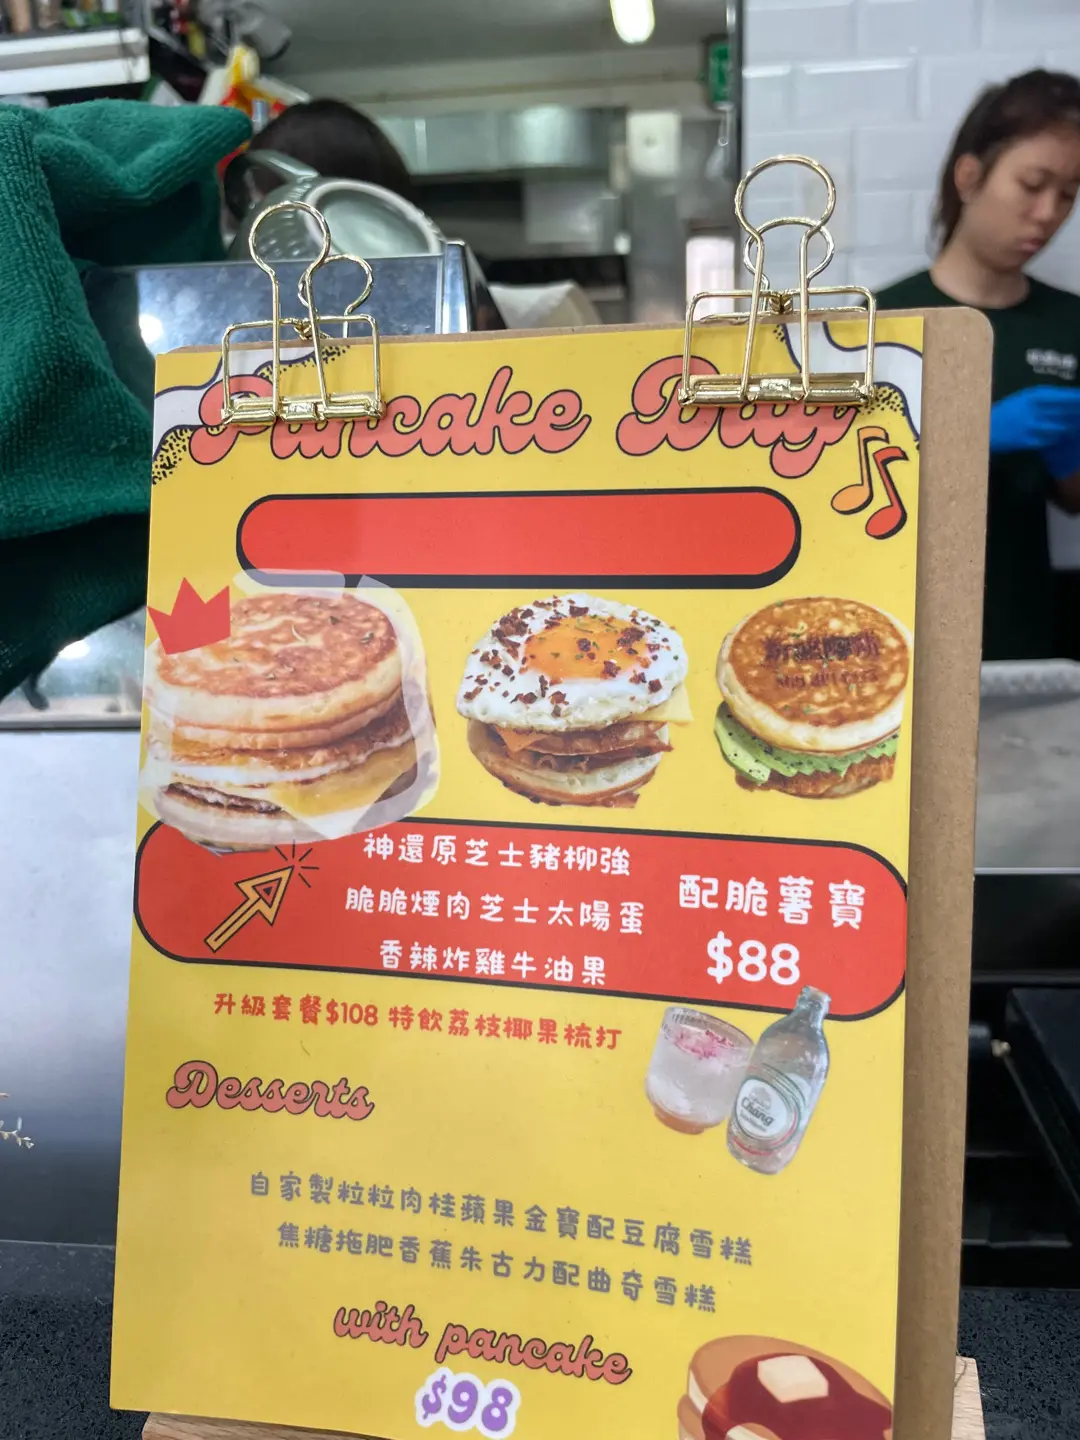 Pancake Day
神還原芝士豬柳強
脆脆煙肉芝士太陽蛋
香辣炸雞牛油果
配脆薯寶
$88
升級套餐$108 特飲荔枝椰果梳打
Chang
Desserts
自家製粒粒肉桂蘋果金寶配豆腐雪糕
焦糖拖肥香蕉朱古力配曲奇雪糕
with pancake
$98